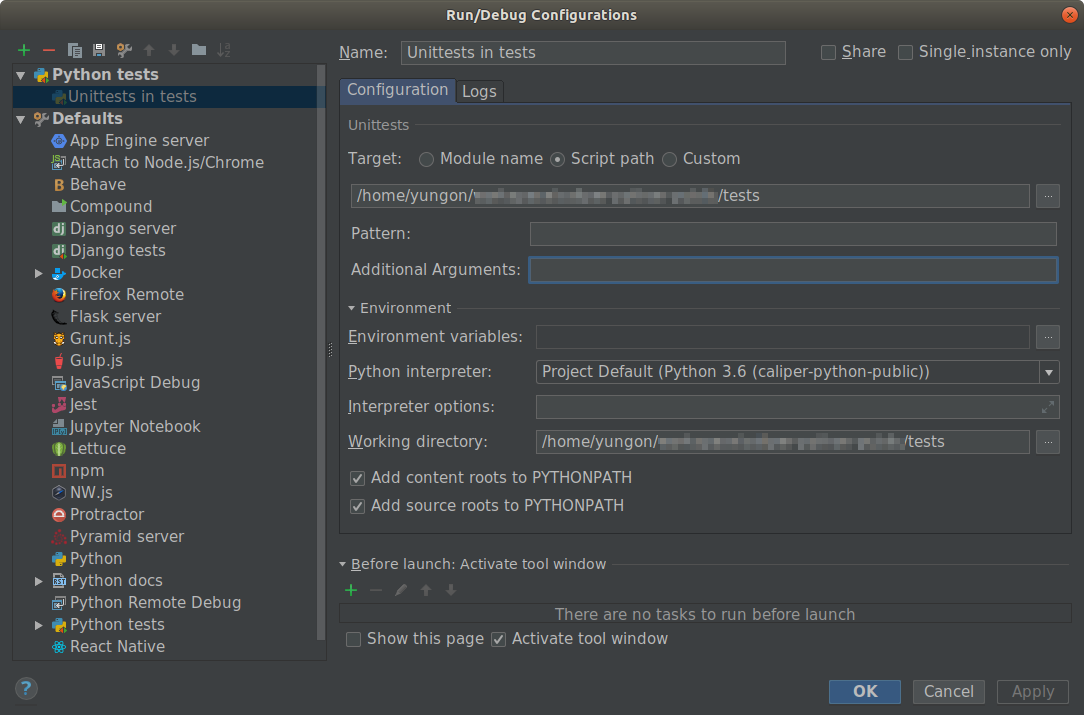 Run/Debug Configurations
Name: Unittests in tests Share Single instance only
Python tests
Unittests in tests
Defaults
App Engine server
Attach to Node.js/Chrome
Behave
Compound
Django server
Django tests
Docker
Firefox Remote
Flask server
Grunt.js
Gulp.js
JavaScript Debug
Jest
Jupyter Notebook
Lettuce
npm
NW.js
Protractor
Pyramid server
Python
Python docs
Python Remote Debug
Python tests
React Native
Configuration Logs
Unittests
Target: Module name Script path Custom
/home/yungon/ /tests ...
Pattern:
Additional Arguments:
Environment
Environment variables: ...
Python interpreter: Project Default (Python 3.6 (caliper-python-public))
Interpreter options:
Working directory: /home/yungon/ /tests ...
Add content roots to PYTHONPATH
Add source roots to PYTHONPATH
Before launch: Activate tool window
There are no tasks to run before launch
Show this page Activate tool window
? OK Cancel Apply